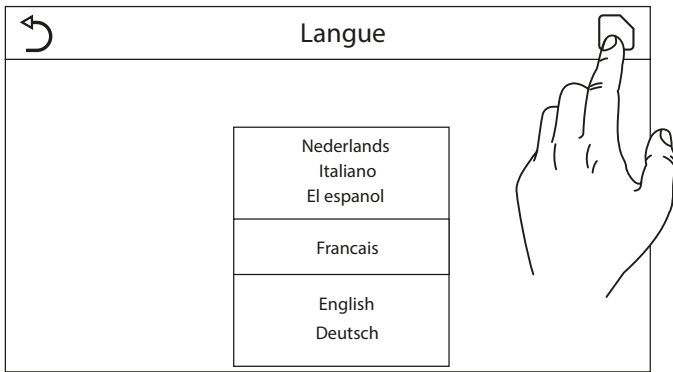 Langue
Nederlands
Italiano
El espanol
Francais
English
Deutsch